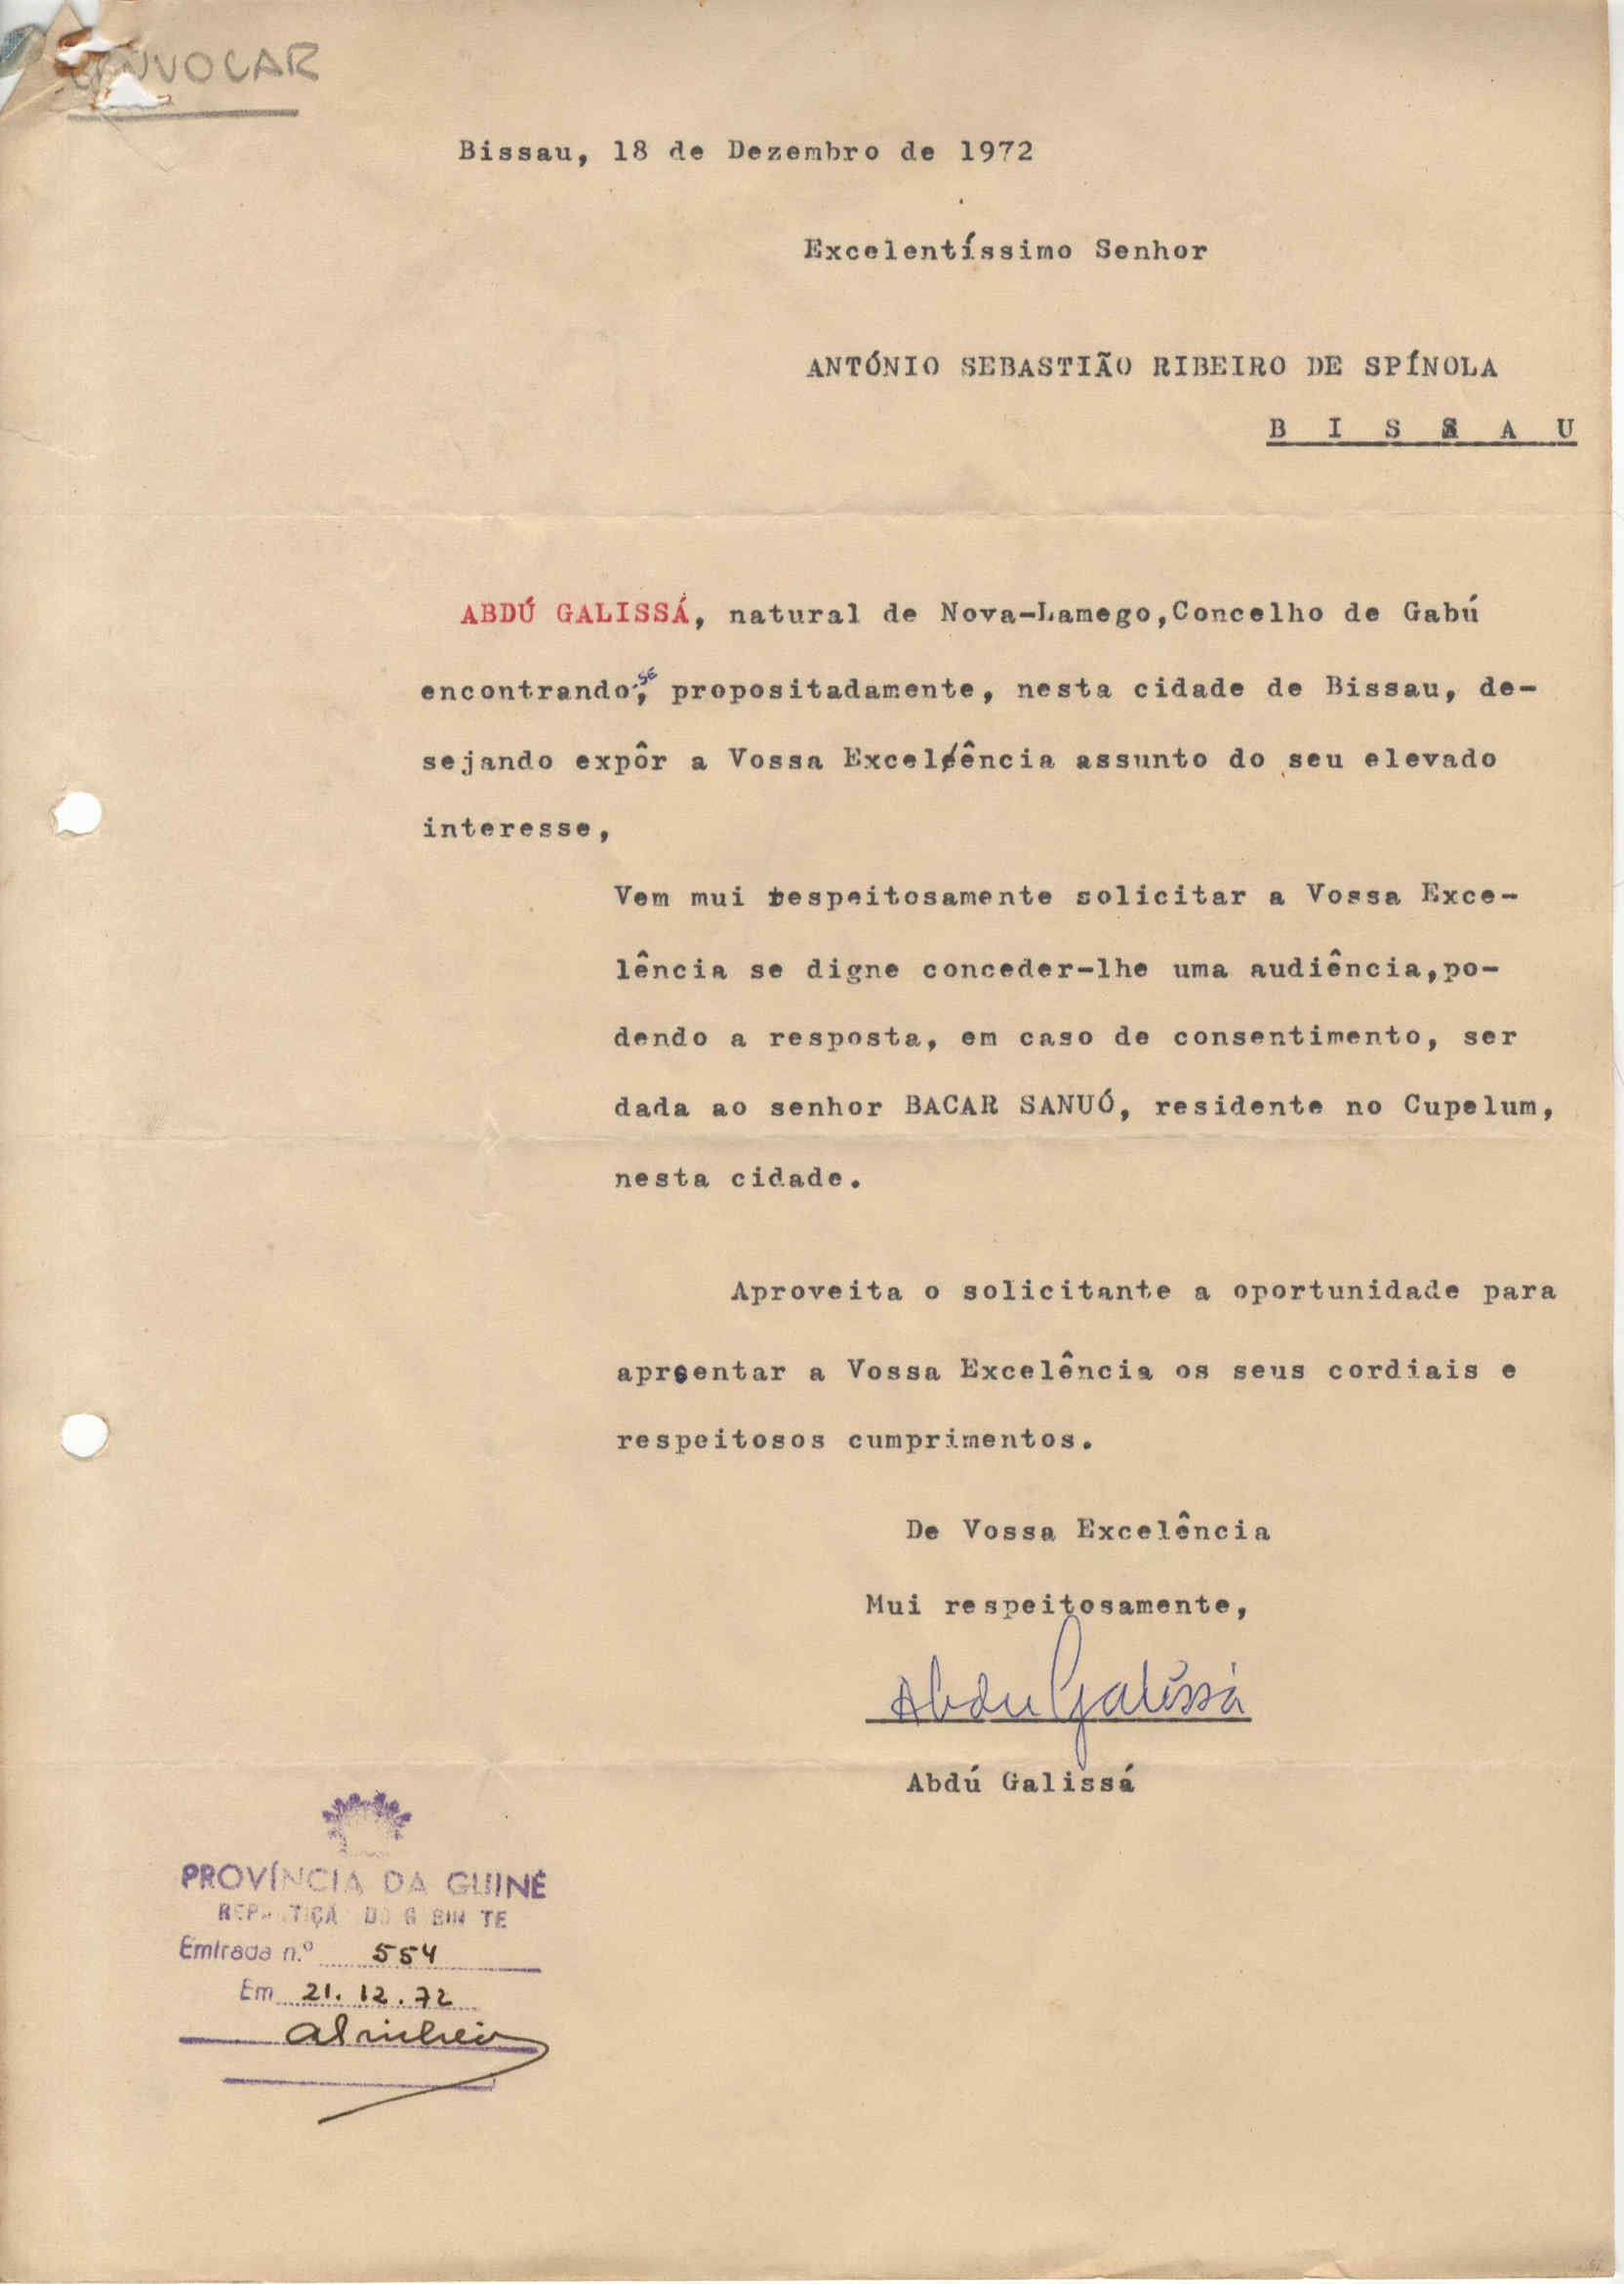 CONVOCAR
Bissau, 18 de Dezembro de 1972
Excelentíssimo Senhor
ANTÓNIO SEBASTIÃO RIBEIRO DE SPÍNOLA
B I S S A U
ABDÚ GALISSÁ, natural de Nova-Lamego,Concelho de Gabú
encontrando-se, propositadamente, nesta cidade de Bissau, de-
sejando expôr a Vossa Excelência assunto do seu elevado
interesse,
Vem mui respeitosamente solicitar a Vossa Exce-
lência se digne conceder-lhe uma audiência,po-
dendo a resposta, em caso de consentimento, ser
dada ao senhor BACAR SANUÓ, residente no Cupelum,
nesta cidade.
Aproveita o solicitante a oportunidade para
aprsentar a Vossa Excelência os seus cordiais e
respeitosos cumprimentos.
De Vossa Excelência
Mui respeitosamente,
Abdu Galissá
Abdú Galissá
PROVÍNCIA DA GUINÉ
REPARTIÇÃO DO GABINETE
Entrada n.º 554
Em 21.12.72